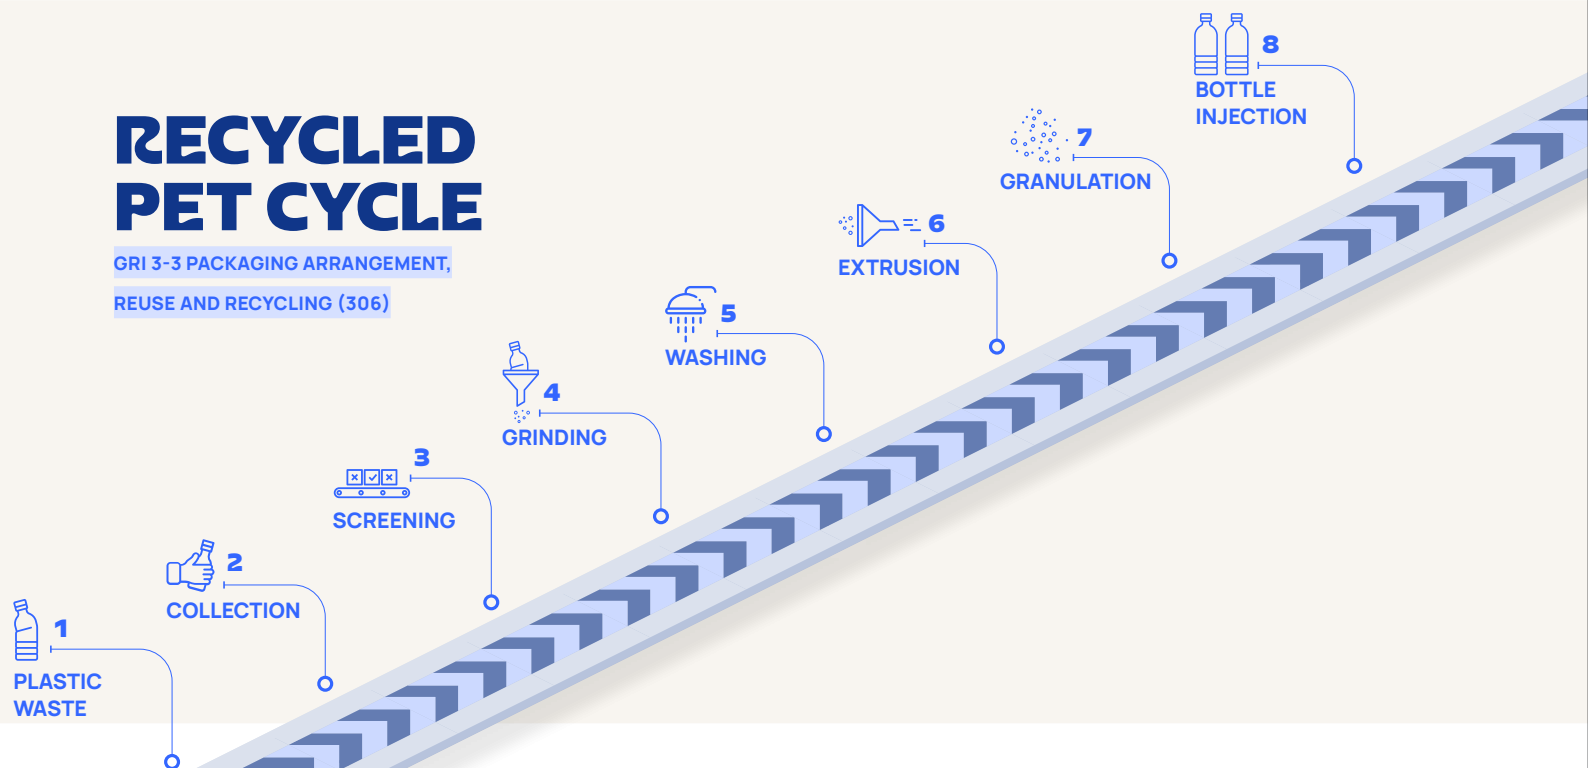 RECYCLED
PET CYCLE
GRI 3-3 PACKAGING ARRANGEMENT,
REUSE AND RECYCLING (306)
1
PLASTIC
WASTE
2
COLLECTION
3
SCREENING
4
GRINDING
5
WASHING
6
EXTRUSION
7
GRANULATION
8
BOTTLE
INJECTION